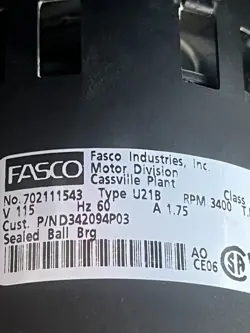 FASCO
Fasco Industries, Inc.
Motor Division
Cassville Plant
No. 702111543 Type U21B RPM 3400 Class
V 115 Hz 60 A 1.75
Cust. P/ND342094P03
Sealed Ball Brg
AO
CE06